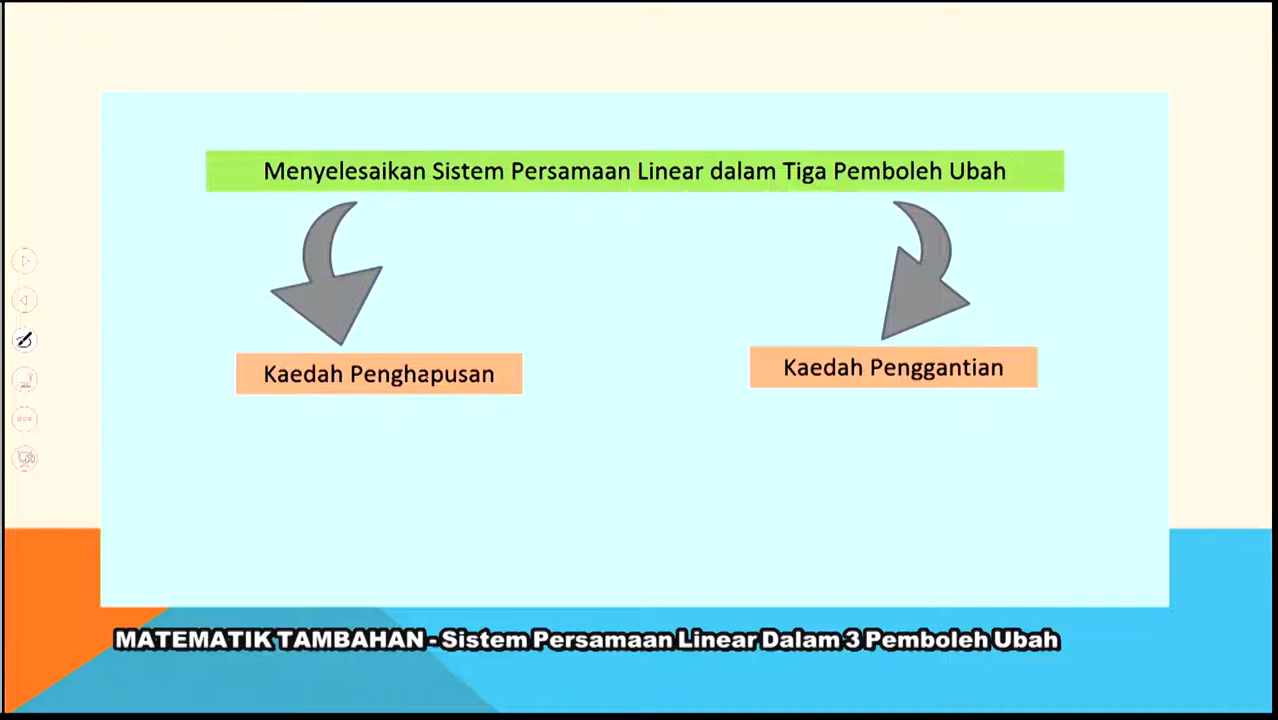 Menyelesaikan Sistem Persamaan Linear dalam Tiga Pemboleh Ubah
Kaedah Penghapusan
Kaedah Penggantian
MATEMATIK TAMBAHAN - Sistem Persamaan Linear Dalam 3 Pemboleh Ubah